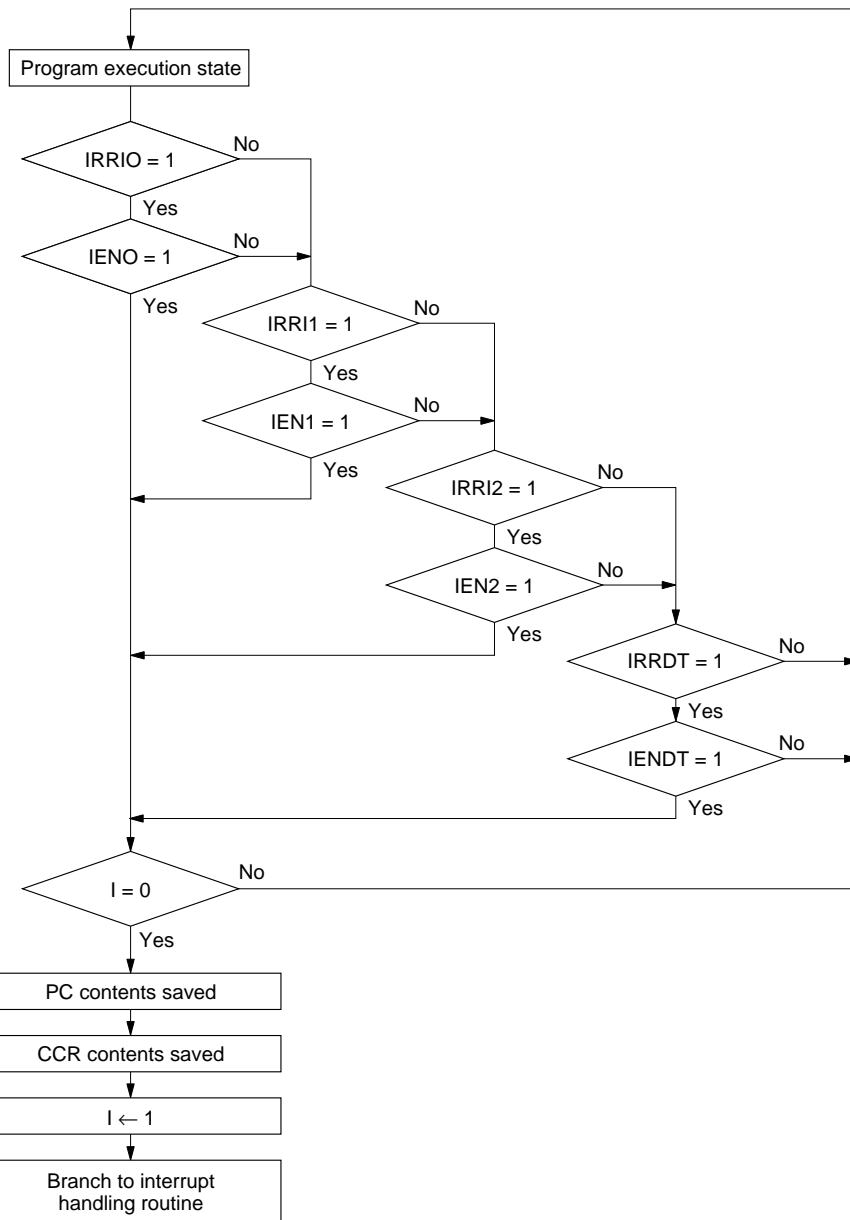 Program execution state
IRRIO = 1
No
Yes
IENO = 1
No
Yes
IRRI1 = 1
No
Yes
IEN1 = 1
No
Yes
IRRI2 = 1
No
Yes
IEN2 = 1
No
Yes
IRRDT = 1
No
Yes
IENDT = 1
No
Yes
I = 0
No
Yes
PC contents saved
CCR contents saved
I ← 1
Branch to interrupt
handling routine